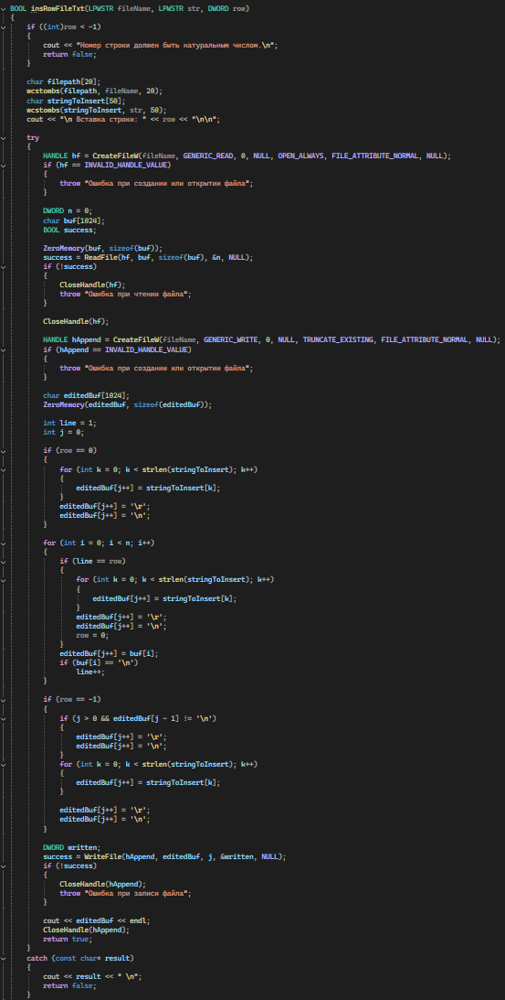 BOOL insRowFileTxt(LPWSTR fileName, LPWSTR str, DWORD row)
{
if ((int)row < -1)
{
cout << "Номер строки должен быть натуральным числом.\n";
return false;
}
char filepath[20];
wcstombs(filepath, fileName, 20);
char stringToInsert[50];
wcstombs(stringToInsert, str, 50);
cout << "\n Вставка строки: " << row << "\n\n";
try
{
HANDLE hf = CreateFileW(fileName, GENERIC_READ, 0, NULL, OPEN_ALWAYS, FILE_ATTRIBUTE_NORMAL, NULL);
if (hf == INVALID_HANDLE_VALUE)
{
throw "Ошибка при создании или открытии файла";
}
DWORD n = 0;
char buf[1024];
BOOL success;
ZeroMemory(buf, sizeof(buf));
success = ReadFile(hf, buf, sizeof(buf), &n, NULL);
if (!success)
{
CloseHandle(hf);
throw "Ошибка при чтении файла";
}
CloseHandle(hf);
HANDLE hAppend = CreateFileW(fileName, GENERIC_WRITE, 0, NULL, TRUNCATE_EXISTING, FILE_ATTRIBUTE_NORMAL, NULL);
if (hAppend == INVALID_HANDLE_VALUE)
{
throw "Ошибка при создании или открытии файла";
}
char editedBuf[1024];
ZeroMemory(editedBuf, sizeof(editedBuf));
int line = 1;
int j = 0;
if (row == 0)
{
for (int k = 0; k < strlen(stringToInsert); k++)
{
editedBuf[j++] = stringToInsert[k];
}
editedBuf[j++] = '\r';
editedBuf[j++] = '\n';
}
for (int i = 0; i < n; i++)
{
if (line == row)
{
for (int k = 0; k < strlen(stringToInsert); k++)
{
editedBuf[j++] = stringToInsert[k];
}
editedBuf[j++] = '\r';
editedBuf[j++] = '\n';
row = 0;
}
editedBuf[j++] = buf[i];
if (buf[i] == '\n')
line++;
}
if (row == -1)
{
if (j > 0 && editedBuf[j - 1] != '\n')
{
editedBuf[j++] = '\r';
editedBuf[j++] = '\n';
}
for (int k = 0; k < strlen(stringToInsert); k++)
{
editedBuf[j++] = stringToInsert[k];
}
editedBuf[j++] = '\r';
editedBuf[j++] = '\n';
}
DWORD written;
success = WriteFile(hAppend, editedBuf, j, &written, NULL);
if (!success)
{
CloseHandle(hAppend);
throw "Ошибка при записи файла";
}
cout << editedBuf << endl;
CloseHandle(hAppend);
return true;
}
catch (const char* result)
{
cout << result << " \n";
return false;
}